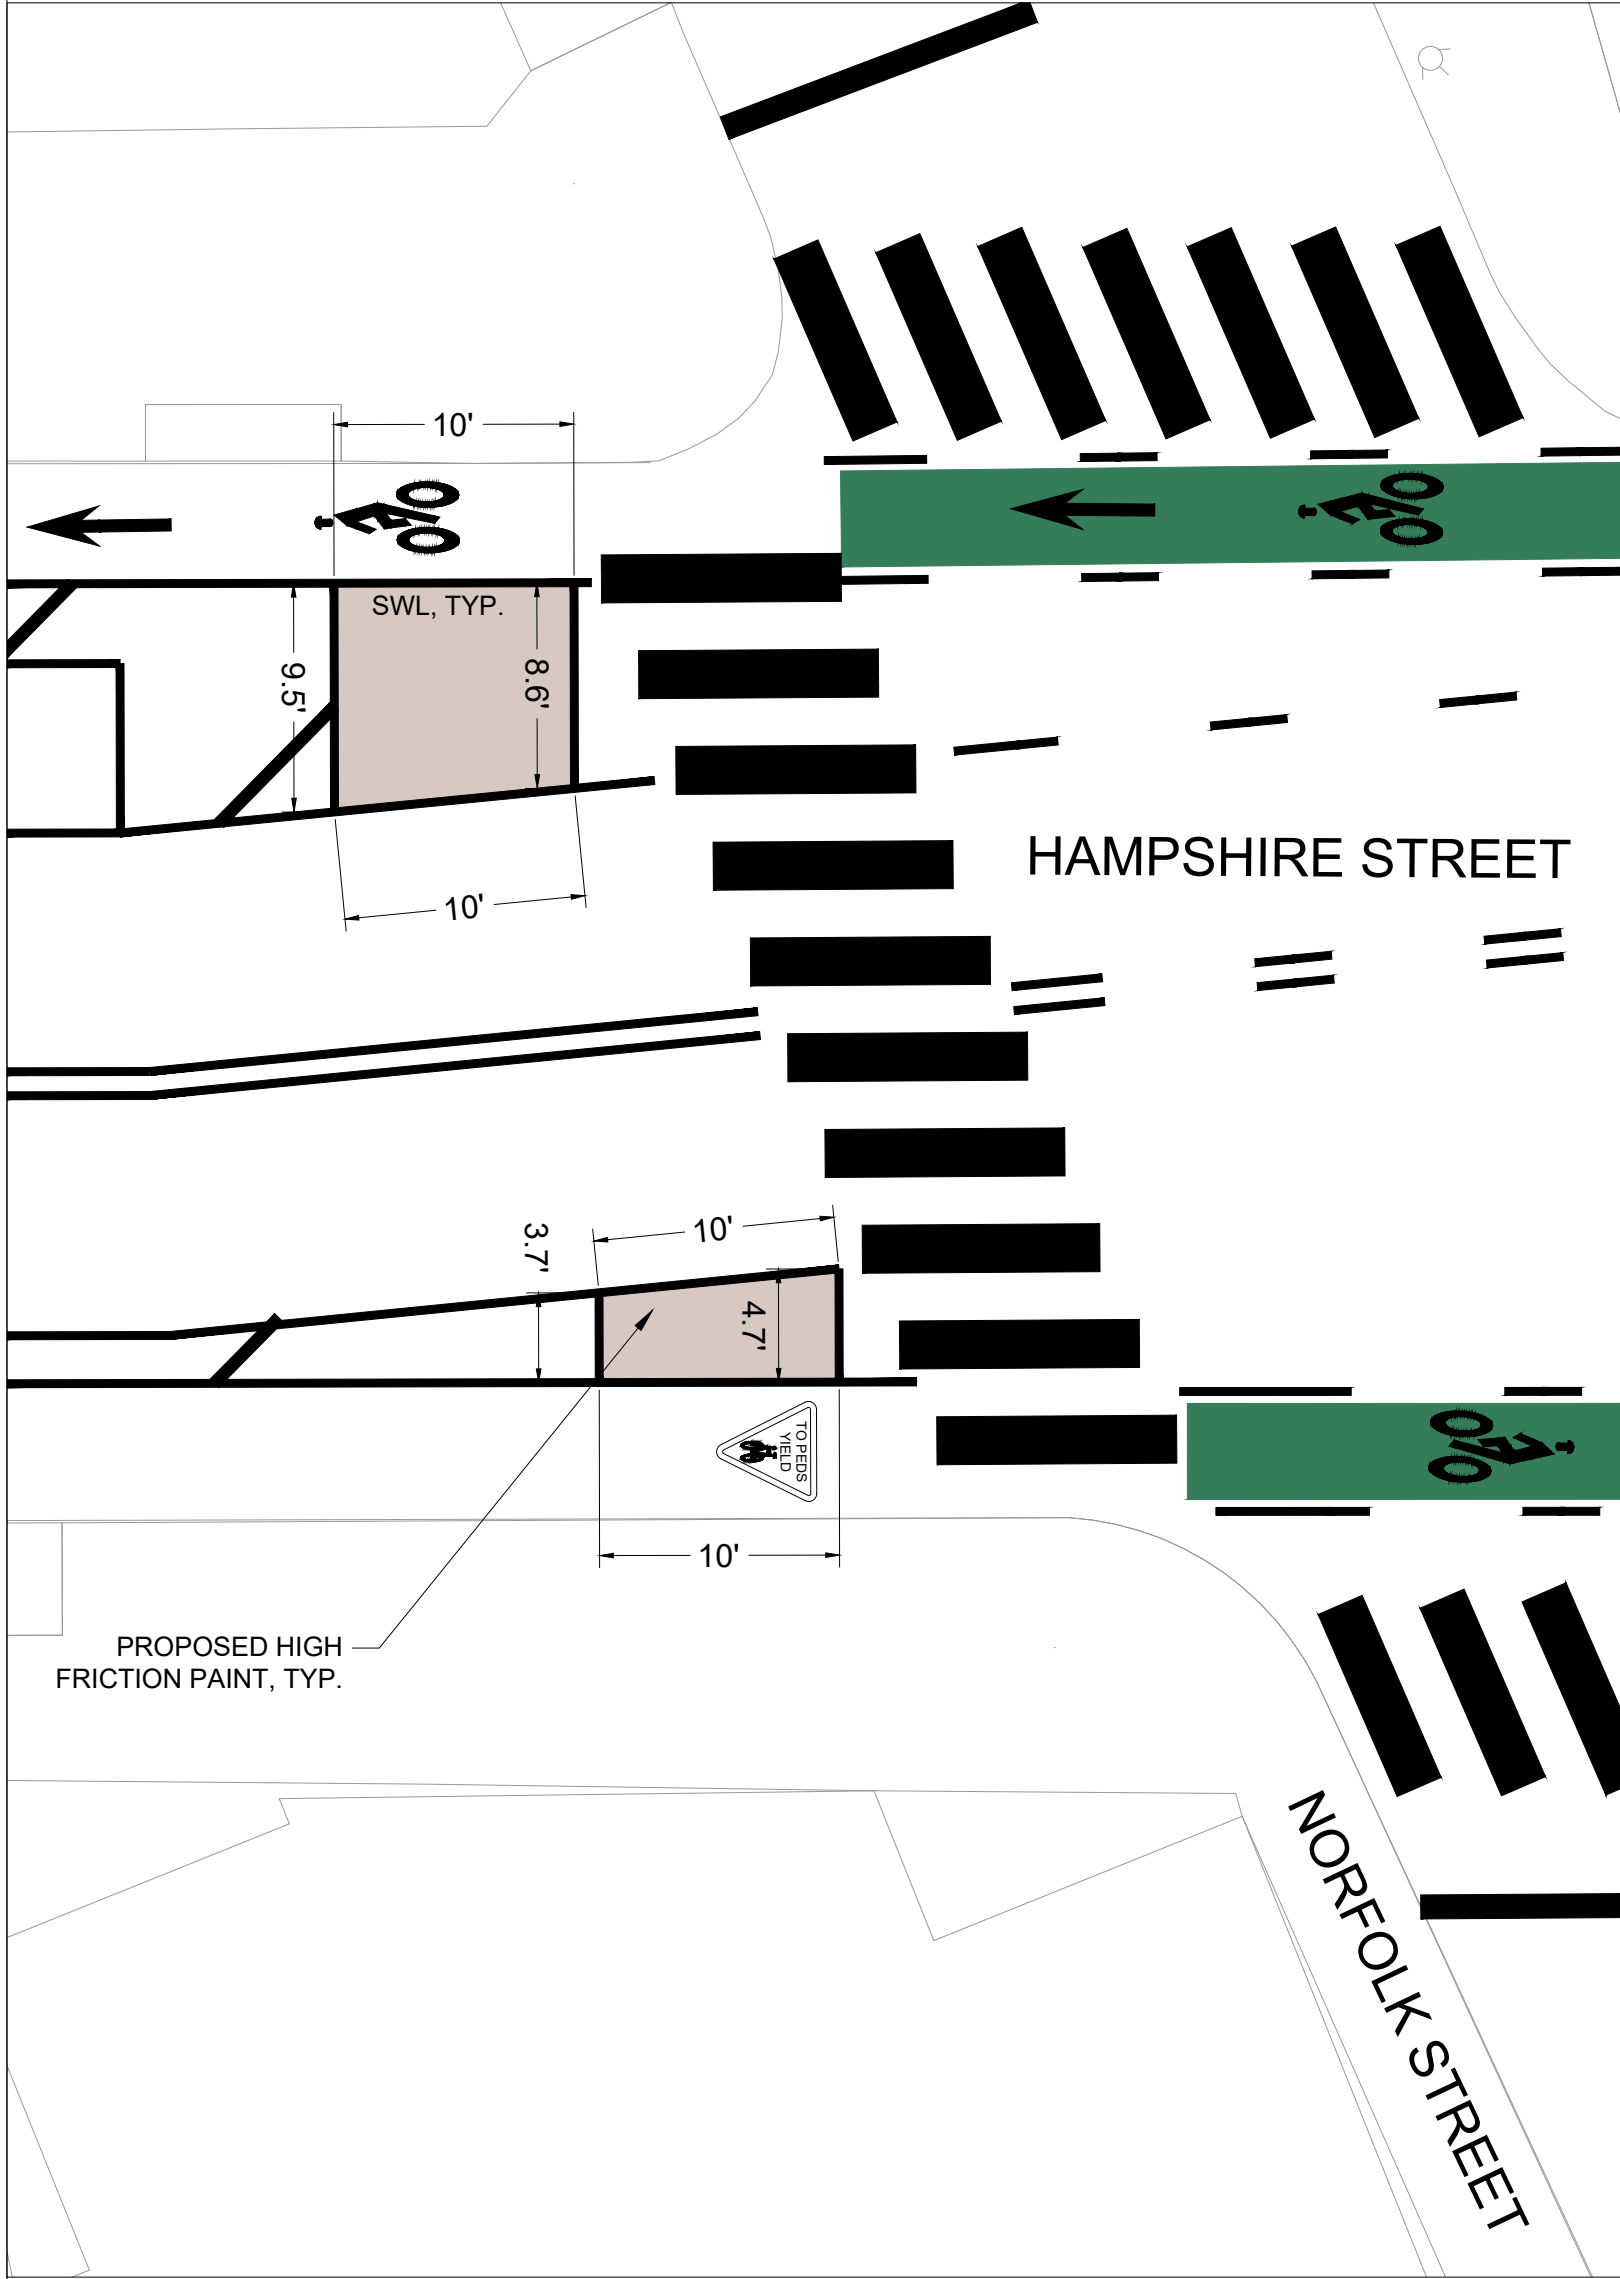 10'
SWL, TYP.
9.5'
8.6'
10'
HAMPSHIRE STREET
10'
3.7'
4.7'
TO PEDS
YIELD
10'
PROPOSED HIGH
FRICTION PAINT, TYP.
NORFOLK STREET